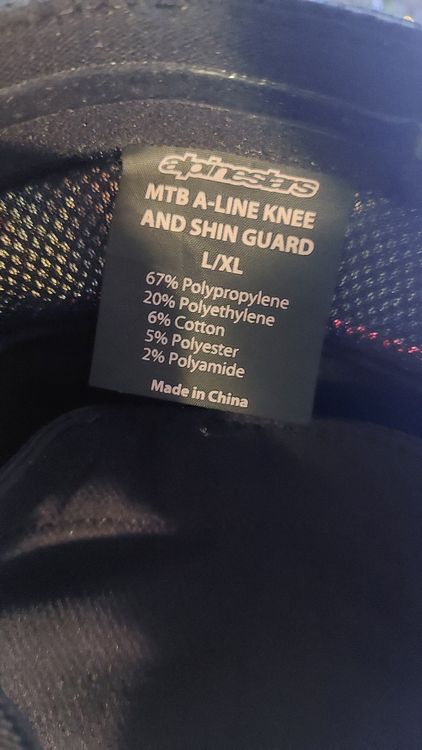 alpinestars
MTB A-LINE KNEE
AND SHIN GUARD
L/XL
67% Polypropylene
20% Polyethylene
6% Cotton
5% Polyester
2% Polyamide
Made in China